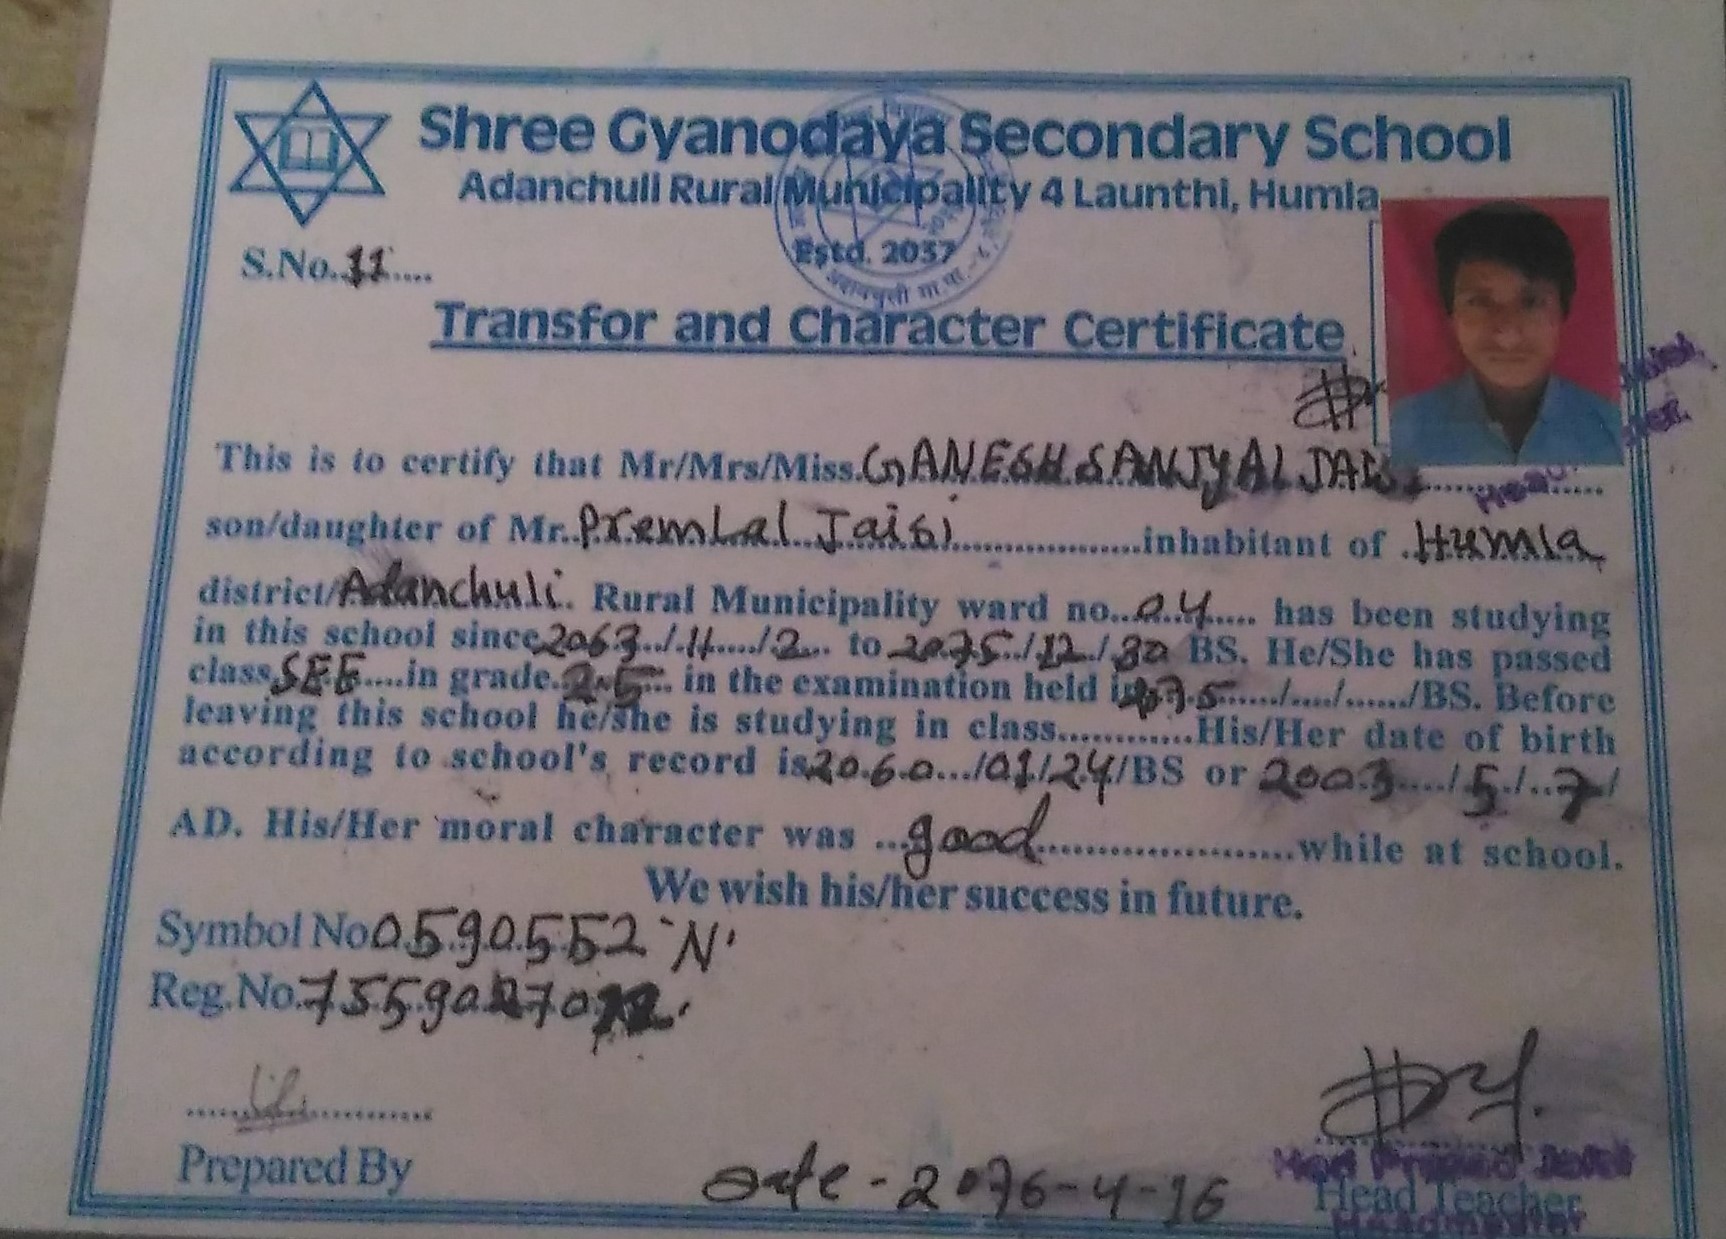 Shree Gyanodaya Secondary School
Adanchuli Rural Municipality 4 Launthi, Humla
Estd. 2057
S.No. 11
Transfor and Character Certificate
This is to certify that Mr/Mrs/Miss. GANESH SANJYAL JAISI
son/daughter of Mr. PremLal Jaisi inhabitant of Humla
district/Adanchuli. Rural Municipality ward no. 04 has been studying
in this school since 2063/11/2 to 2075/12/30 BS. He/She has passed
class SEE in grade 2.5 in the examination held in 075/..../....../BS. Before
leaving this school he/she is studying in class............His/Her date of birth
according to school's record is 2060/01/24/BS or 2003/5/7/
AD. His/Her moral character was good while at school.
We wish his/her success in future.
Symbol No 0590552 'N'
Reg.No. 75590270
Prepared By
Date - 2076-4-16
Head Teacher
Headmaster